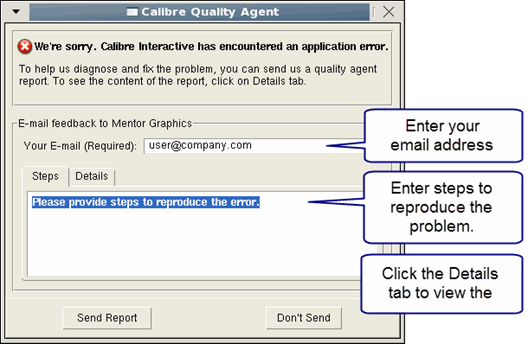 Calibre Quality Agent
We're sorry. Calibre Interactive has encountered an application error.
To help us diagnose and fix the problem, you can send us a quality agent
report. To see the content of the report, click on Details tab.
E-mail feedback to Mentor Graphics
Your E-mail (Required): user@company.com
Enter your
email address
Steps Details
Please provide steps to reproduce the error.
Enter steps to
reproduce the
problem.
Click the Details
tab to view the
Send Report Don't Send